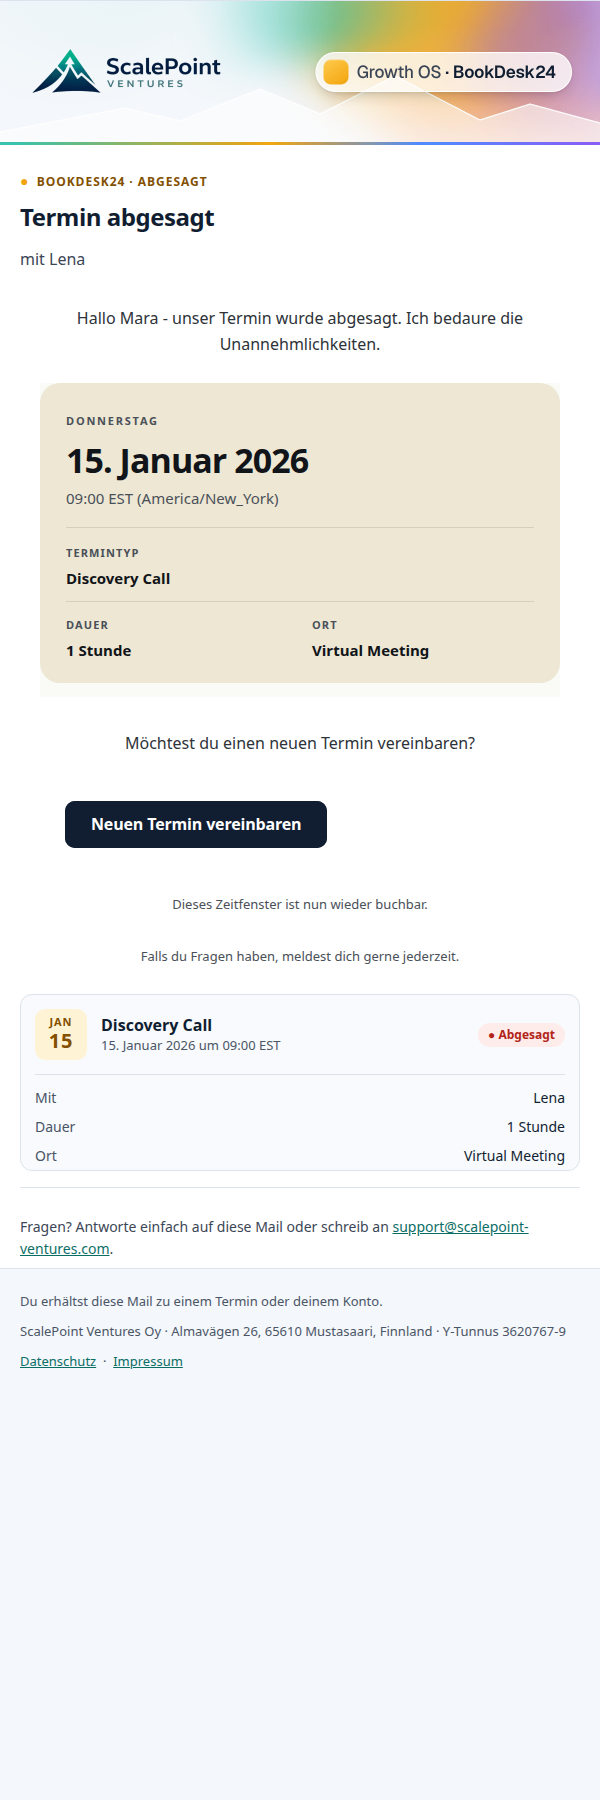 ScalePoint
VENTURES
Growth OS · BookDesk24
● BOOKDESK24 · ABGESAGT
Termin abgesagt
mit Lena
Hallo Mara - unser Termin wurde abgesagt. Ich bedaure die
Unannehmlichkeiten.
DONNERSTAG
15. Januar 2026
09:00 EST (America/New_York)
TERMINTYP
Discovery Call
DAUER
1 Stunde
ORT
Virtual Meeting
Möchtest du einen neuen Termin vereinbaren?
Neuen Termin vereinbaren
Dieses Zeitfenster ist nun wieder buchbar.
Falls du Fragen haben, meldest dich gerne jederzeit.
JAN
15
Discovery Call
15. Januar 2026 um 09:00 EST
● Abgesagt
Mit Lena
Dauer 1 Stunde
Ort Virtual Meeting
Fragen? Antworte einfach auf diese Mail oder schreib an support@scalepoint-
ventures.com.
Du erhältst diese Mail zu einem Termin oder deinem Konto.
ScalePoint Ventures Oy · Almavägen 26, 65610 Mustasaari, Finnland · Y-Tunnus 3620767-9
Datenschutz · Impressum